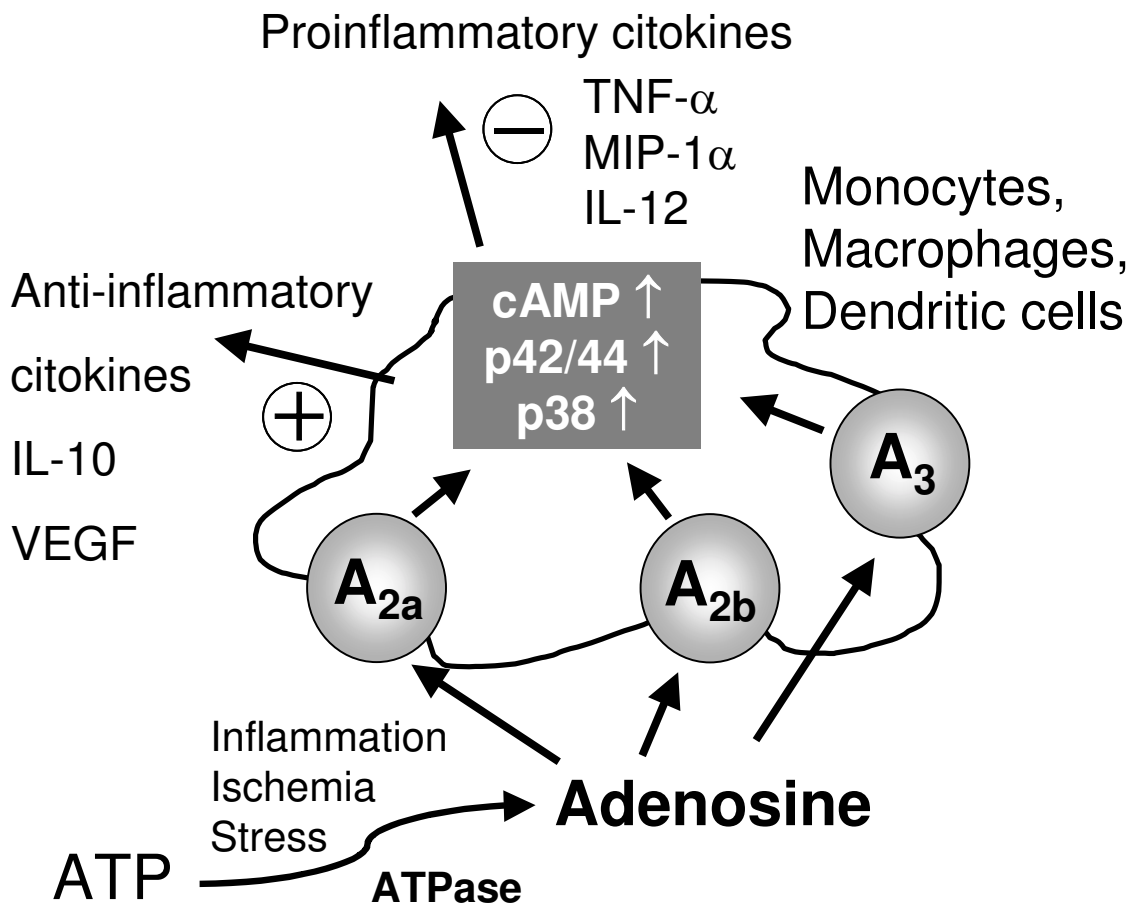 Proinflammatory citokines
TNF-α
MIP-1α
IL-12
Monocytes,
Macrophages,
Dendritic cells
Anti-inflammatory
citokines
IL-10
VEGF
cAMP ↑
p42/44 ↑
p38 ↑
A3
A2a
A2b
Inflammation
Ischemia
Stress
Adenosine
ATP
ATPase